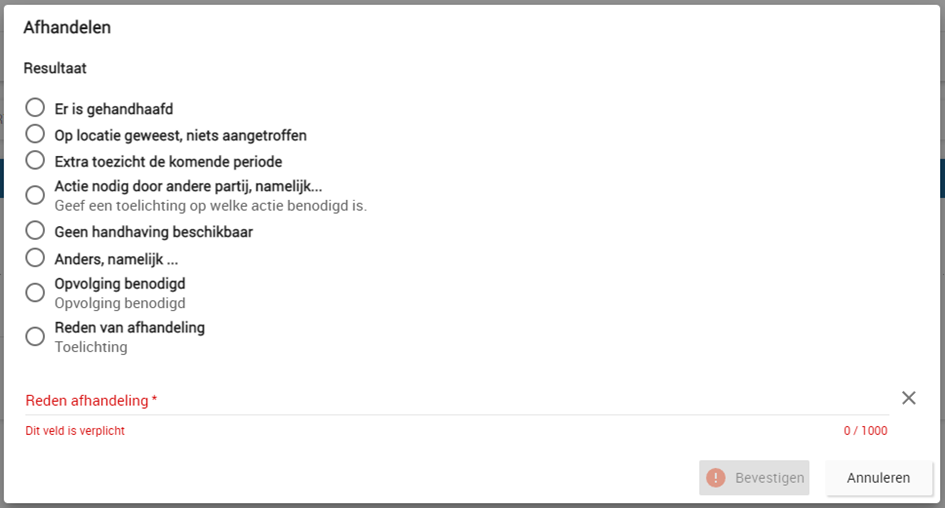 Afhandelen
Resultaat
Er is gehandhaafd
Op locatie geweest, niets aangetroffen
Extra toezicht de komende periode
Actie nodig door andere partij, namelijk...
Geef een toelichting op welke actie benodigd is.
Geen handhaving beschikbaar
Anders, namelijk ...
Opvolging benodigd
Opvolging benodigd
Reden van afhandeling
Toelichting
Reden afhandeling *
Dit veld is verplicht 0 / 1000
Bevestigen Annuleren